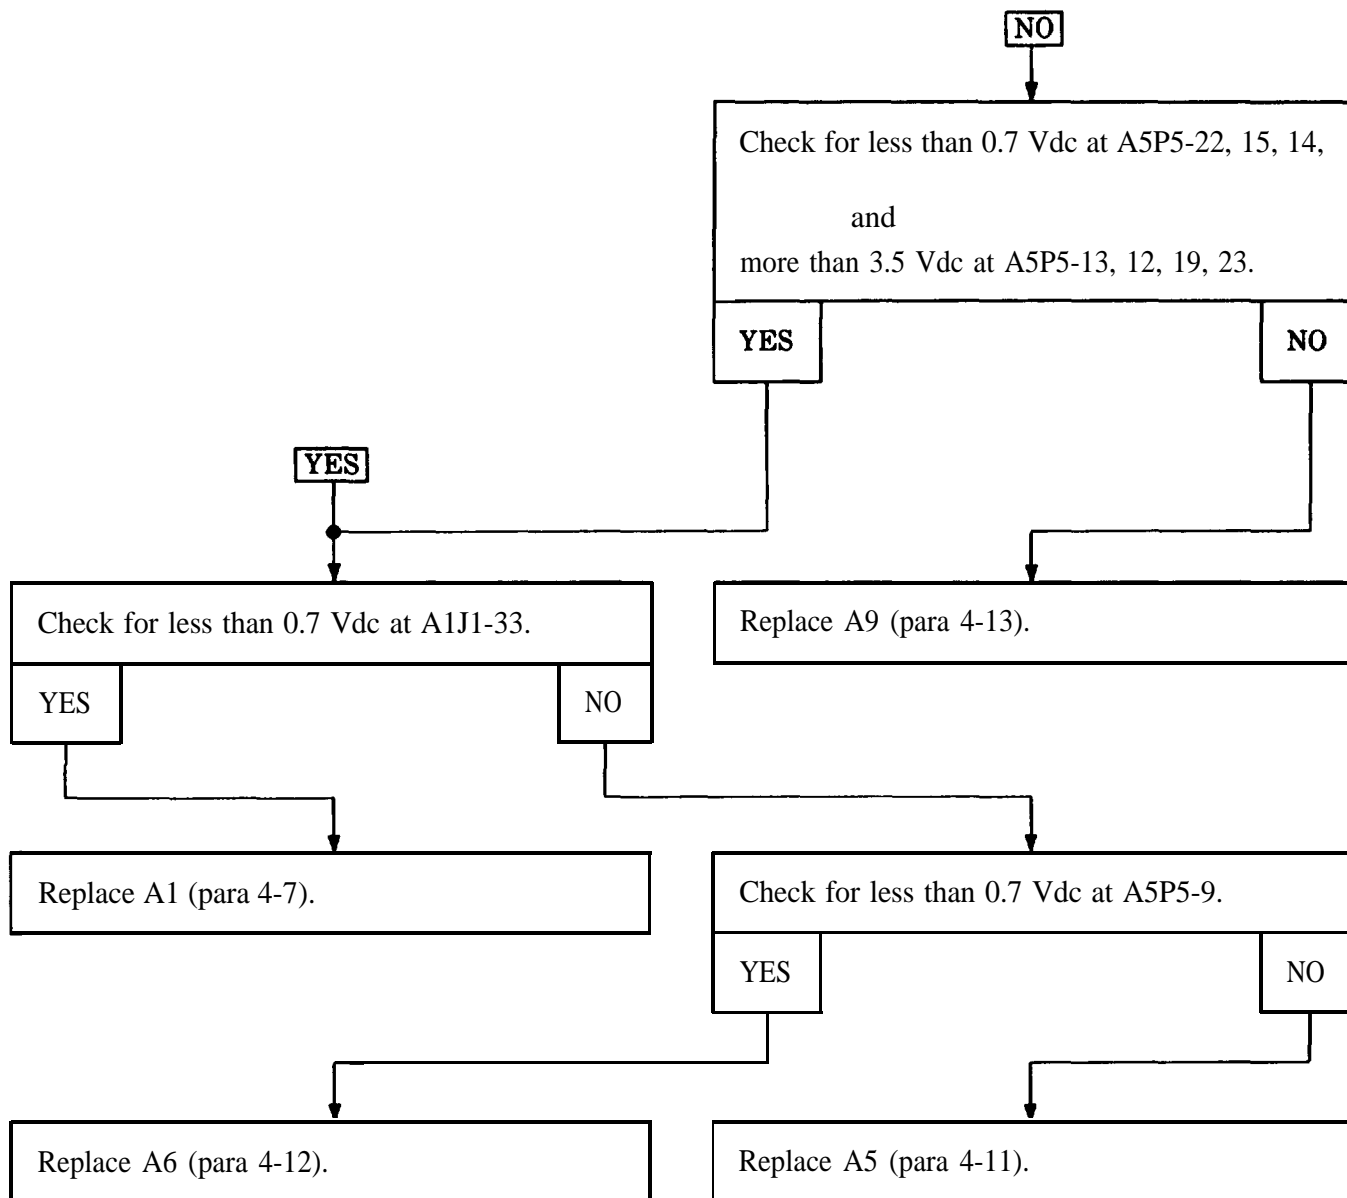 NO
Check for less than 0.7 Vdc at A5P5-22, 15, 14,
and
more than 3.5 Vdc at A5P5-13, 12, 19, 23.
YES
NO
YES
Check for less than 0.7 Vdc at A1J1-33.
Replace A9 (para 4-13).
YES
NO
Replace A1 (para 4-7).
Check for less than 0.7 Vdc at A5P5-9.
YES
NO
Replace A6 (para 4-12).
Replace A5 (para 4-11).